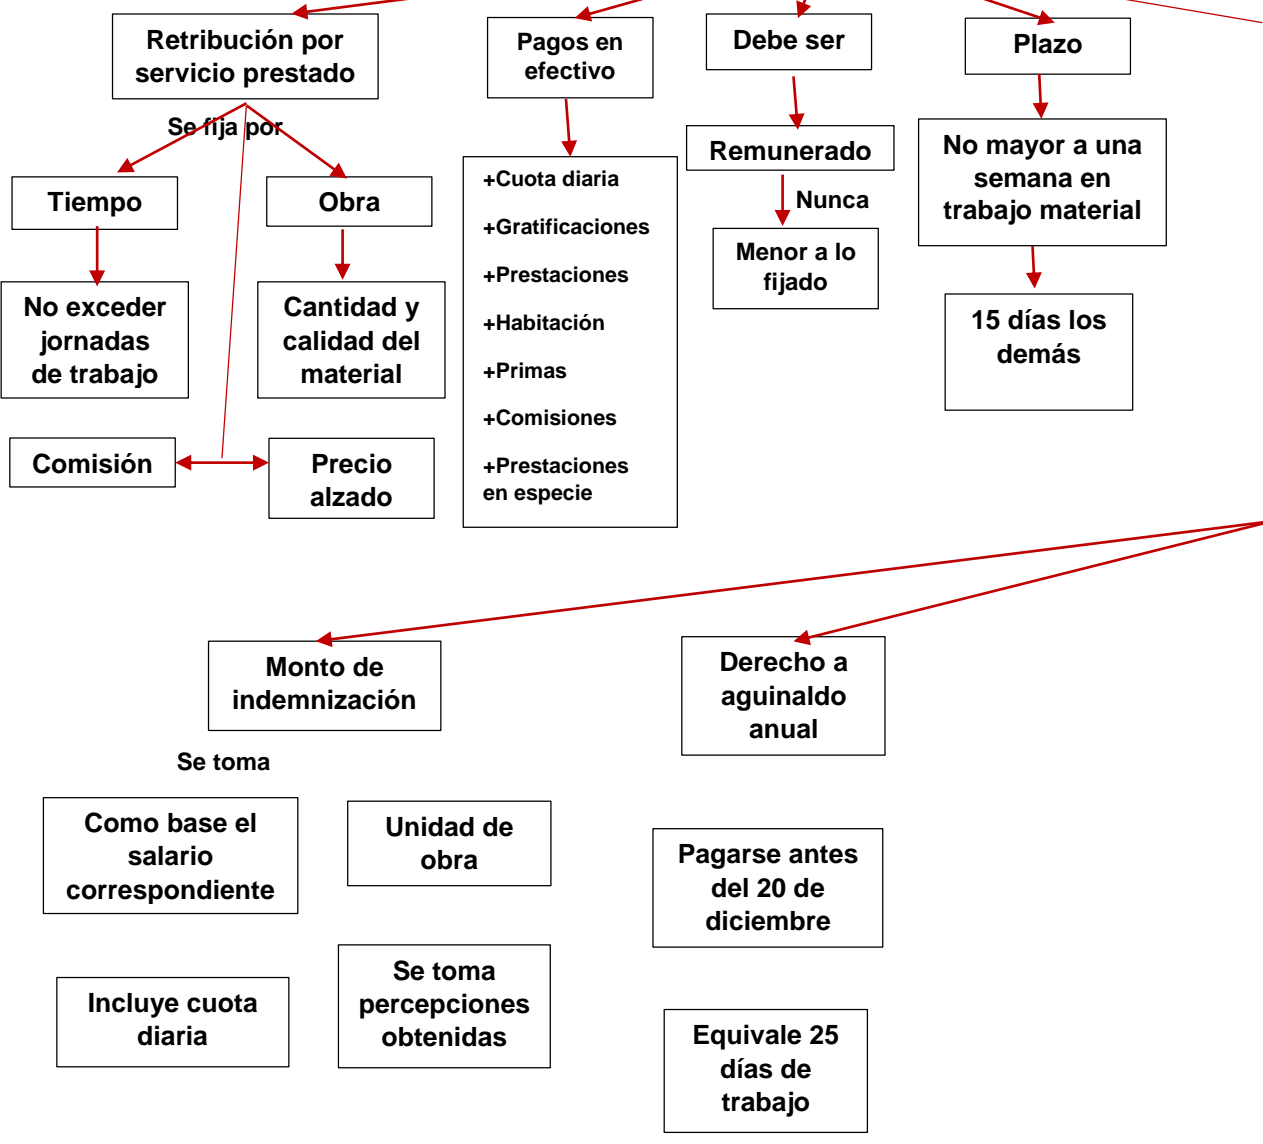 Retribución por
servicio prestado
Pagos en
efectivo
Debe ser
Plazo
Se fija por
Tiempo
Obra
No exceder
jornadas
de trabajo
Cantidad y
calidad del
material
Comisión
Precio
alzado
+Cuota diaria
+Gratificaciones
+Prestaciones
+Habitación
+Primas
+Comisiones
+Prestaciones
en especie
Remunerado
Nunca
Menor a lo
fijado
No mayor a una
semana en
trabajo material
15 días los
demás
Monto de
indemnización
Se toma
Como base el
salario
correspondiente
Unidad de
obra
Incluye cuota
diaria
Se toma
percepciones
obtenidas
Derecho a
aguinaldo
anual
Pagarse antes
del 20 de
diciembre
Equivale 25
días de
trabajo